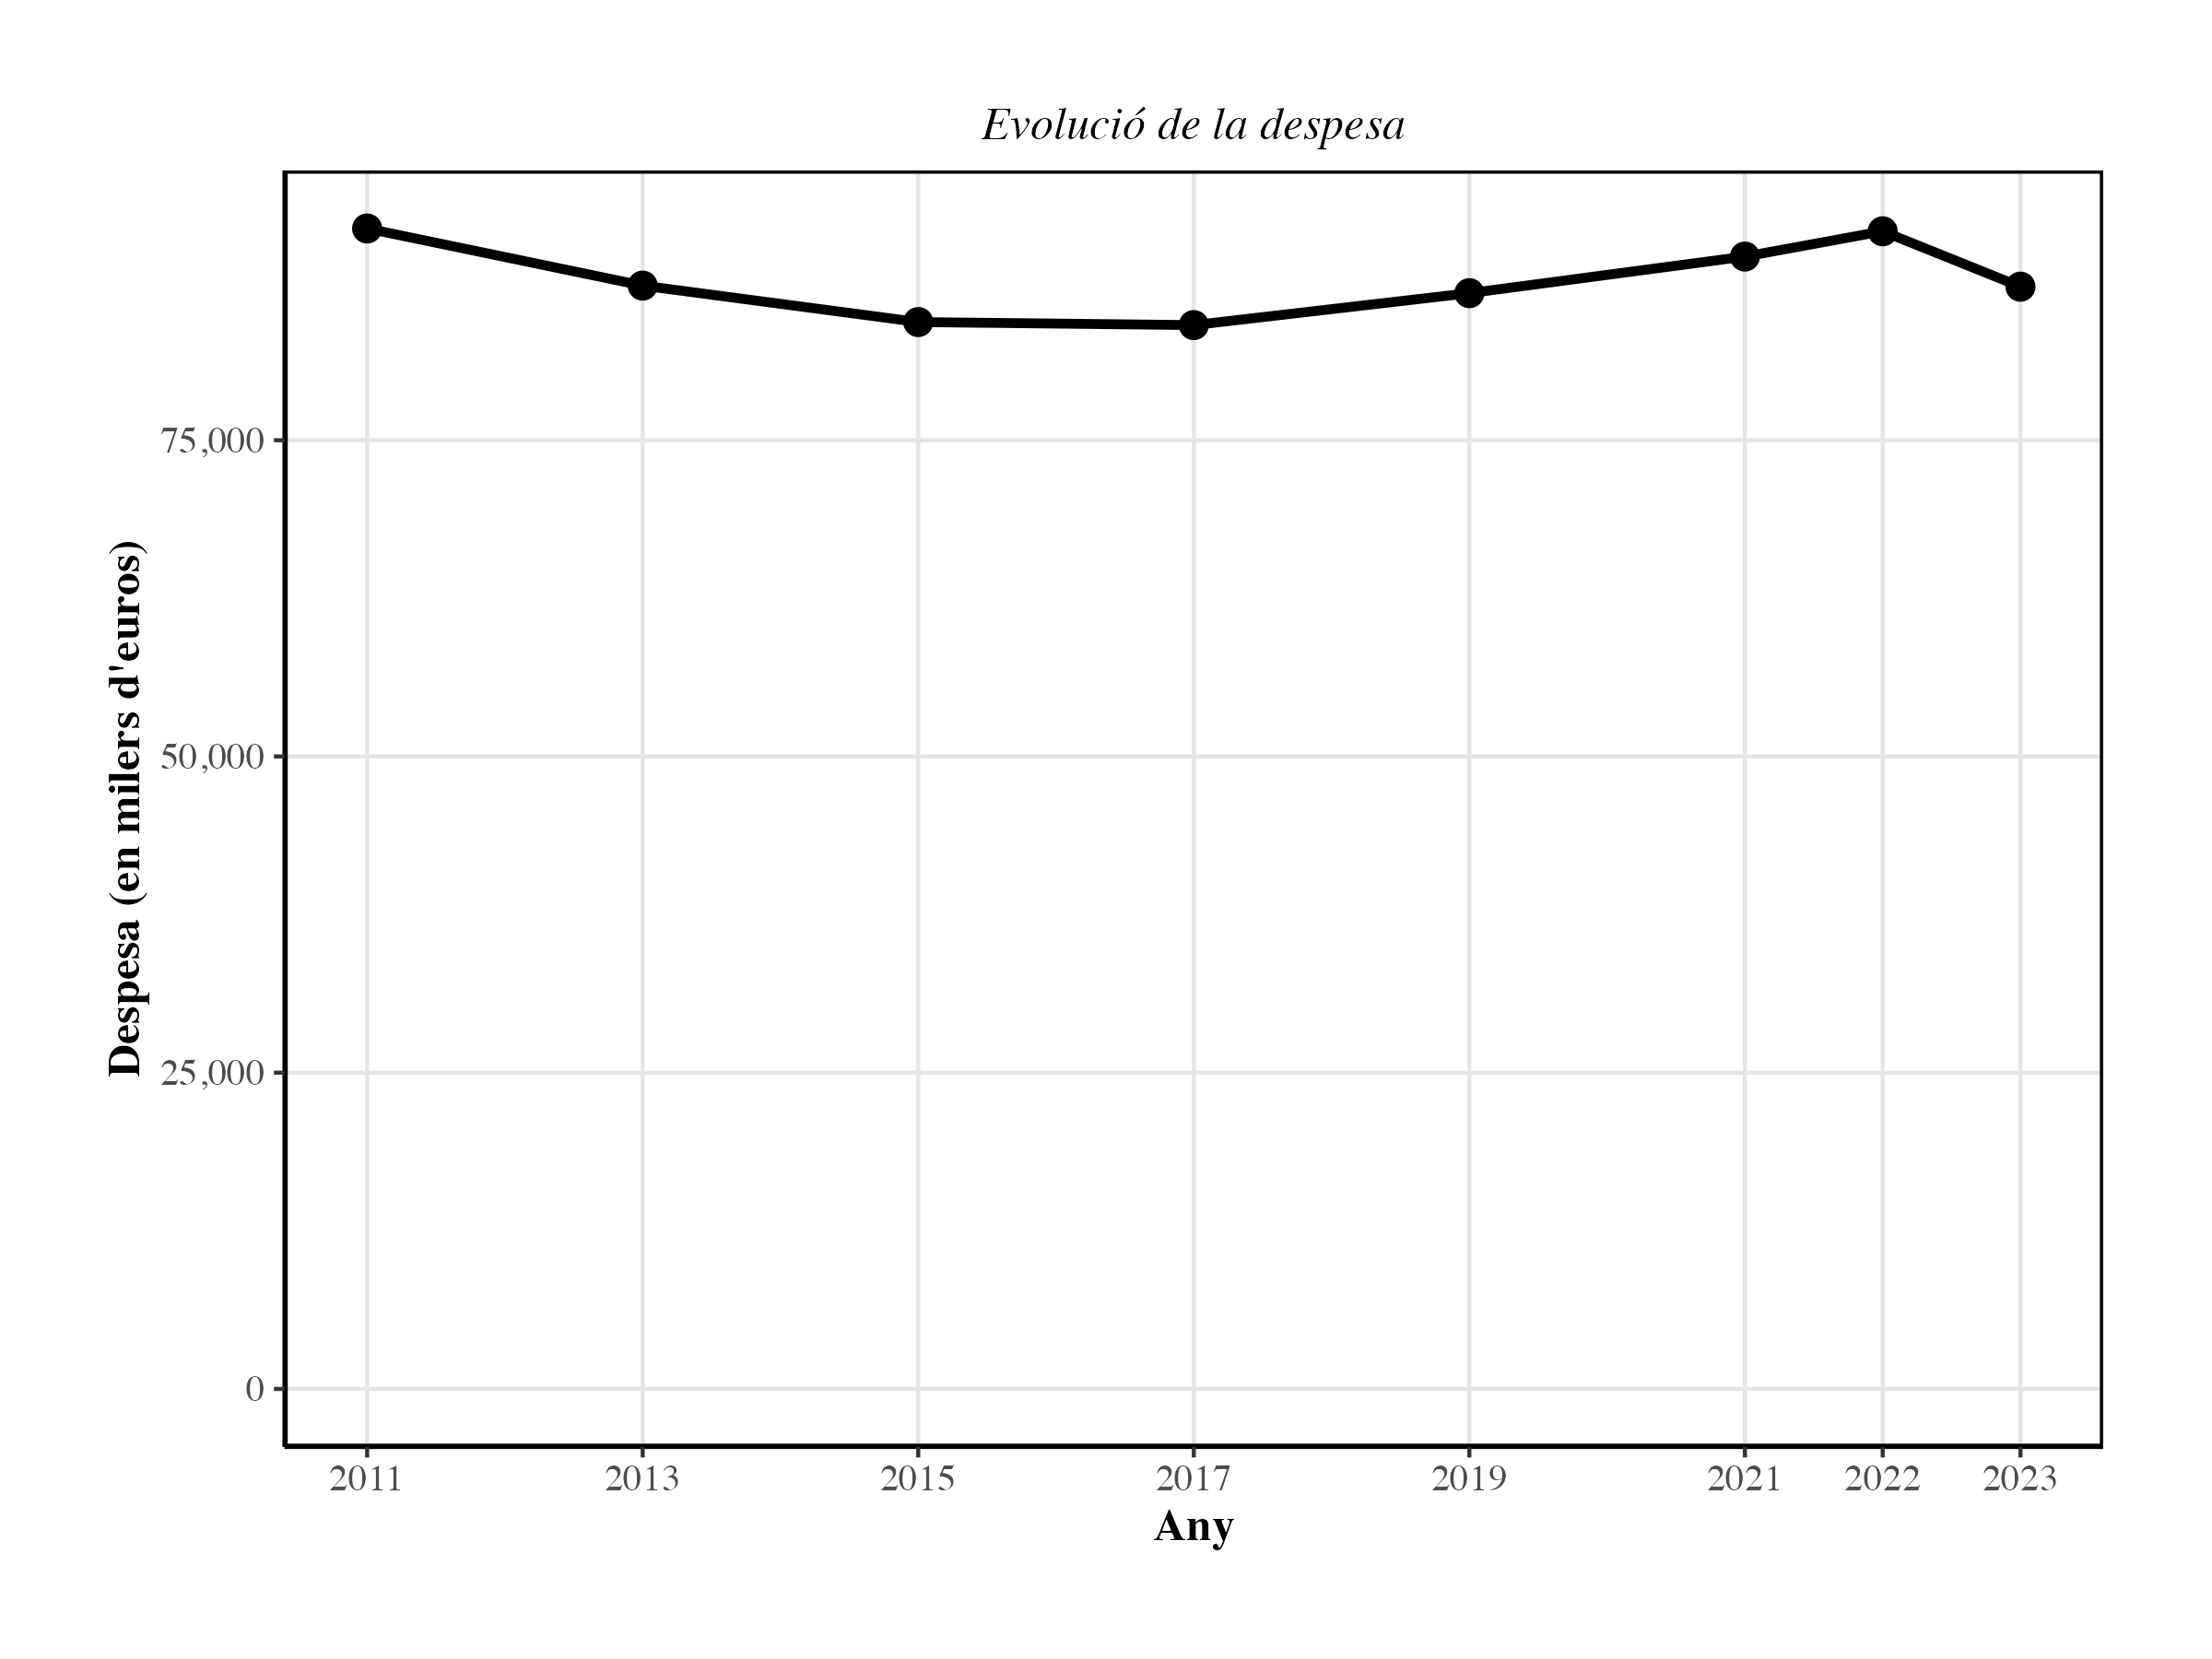 Evolució de la despesa
Despesa (en milers d'euros)
75,000
50,000
25,000
0
2011 2013 2015 2017 2019 2021 2022 2023
Any